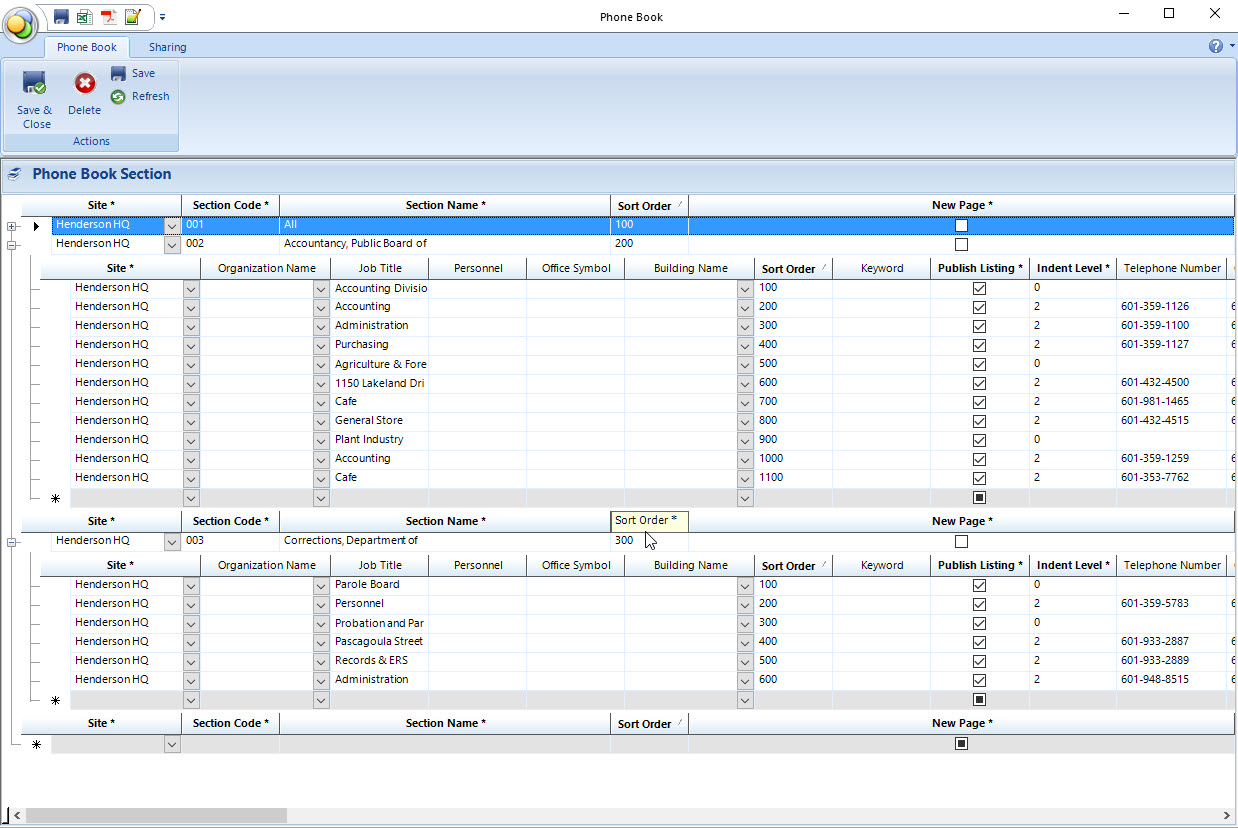 Phone Book
Phone Book Sharing
Save & Close
Delete
Save
Refresh
Actions
Phone Book Section
Site * Section Code * Section Name * Sort Order New Page *
Henderson HQ 001 All 100
Henderson HQ 002 Accountancy, Public Board of 200
Site * Organization Name Job Title Personnel Office Symbol Building Name Sort Order Keyword Publish Listing * Indent Level * Telephone Number
Henderson HQ Accounting Divisio 100 0
Henderson HQ Accounting 200 2 601-359-1126 6
Henderson HQ Administration 300 2 601-359-1100 6
Henderson HQ Purchasing 400 2 601-359-1127 6
Henderson HQ Agriculture & Fore 500 0
Henderson HQ 1150 Lakeland Dri 600 2 601-432-4500 6
Henderson HQ Cafe 700 2 601-981-1465 6
Henderson HQ General Store 800 2 601-432-4515 6
Henderson HQ Plant Industry 900 0
Henderson HQ Accounting 1000 2 601-359-1259 6
Henderson HQ Cafe 1100 2 601-353-7762 6
Site * Section Code * Section Name * Sort Order * New Page *
Henderson HQ 003 Corrections, Department of 300
Site * Organization Name Job Title Personnel Office Symbol Building Name Sort Order Keyword Publish Listing * Indent Level * Telephone Number
Henderson HQ Parole Board 100 0
Henderson HQ Personnel 200 2 601-359-5783 6
Henderson HQ Probation and Par 300 0
Henderson HQ Pascagoula Street 400 2 601-933-2887 6
Henderson HQ Records & ERS 500 2 601-933-2889 6
Henderson HQ Administration 600 2 601-948-8515 6
Site * Section Code * Section Name * Sort Order New Page *